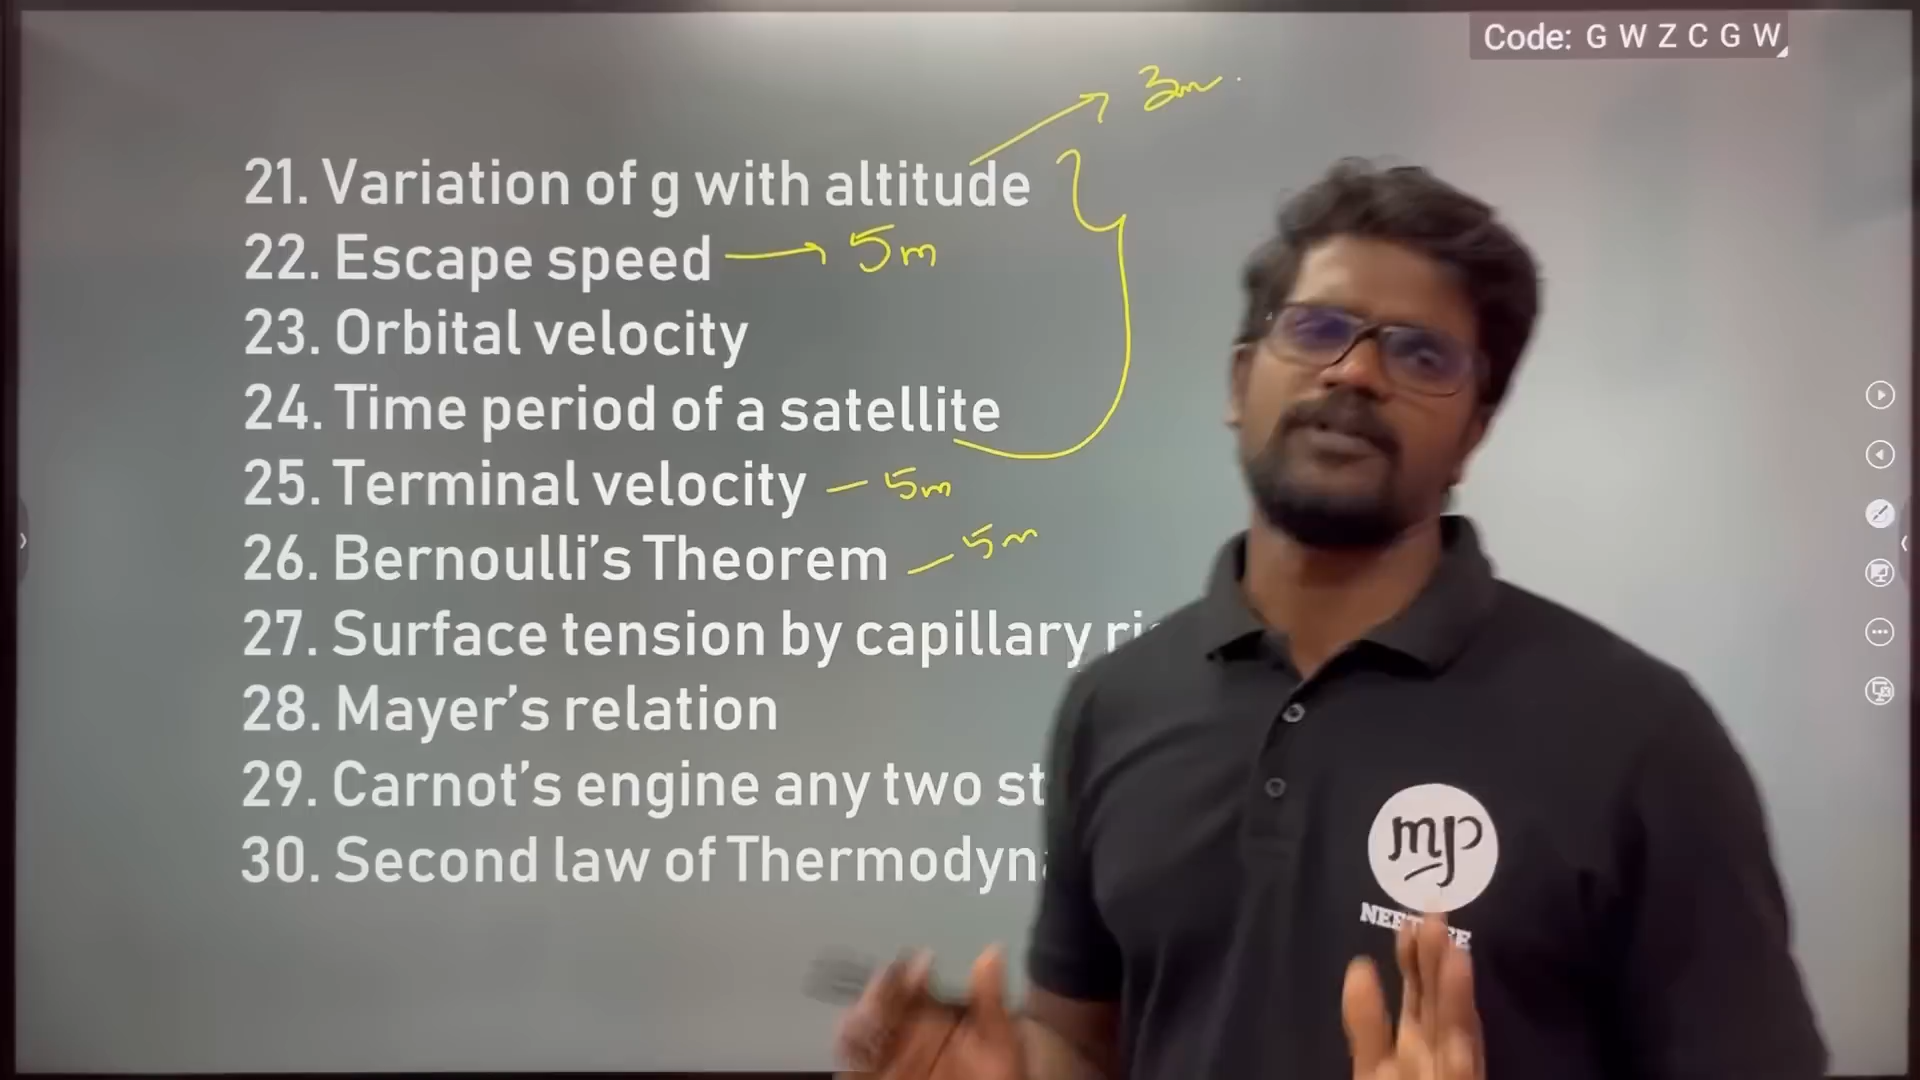 Code: G W Z C G W
3m
21. Variation of g with altitude
22. Escape speed → 5m
23. Orbital velocity
24. Time period of a satellite
25. Terminal velocity – 5m
26. Bernoulli's Theorem – 5m
27. Surface tension by capillary
28. Mayer's relation
29. Carnot's engine any two
30. Second law of
mp